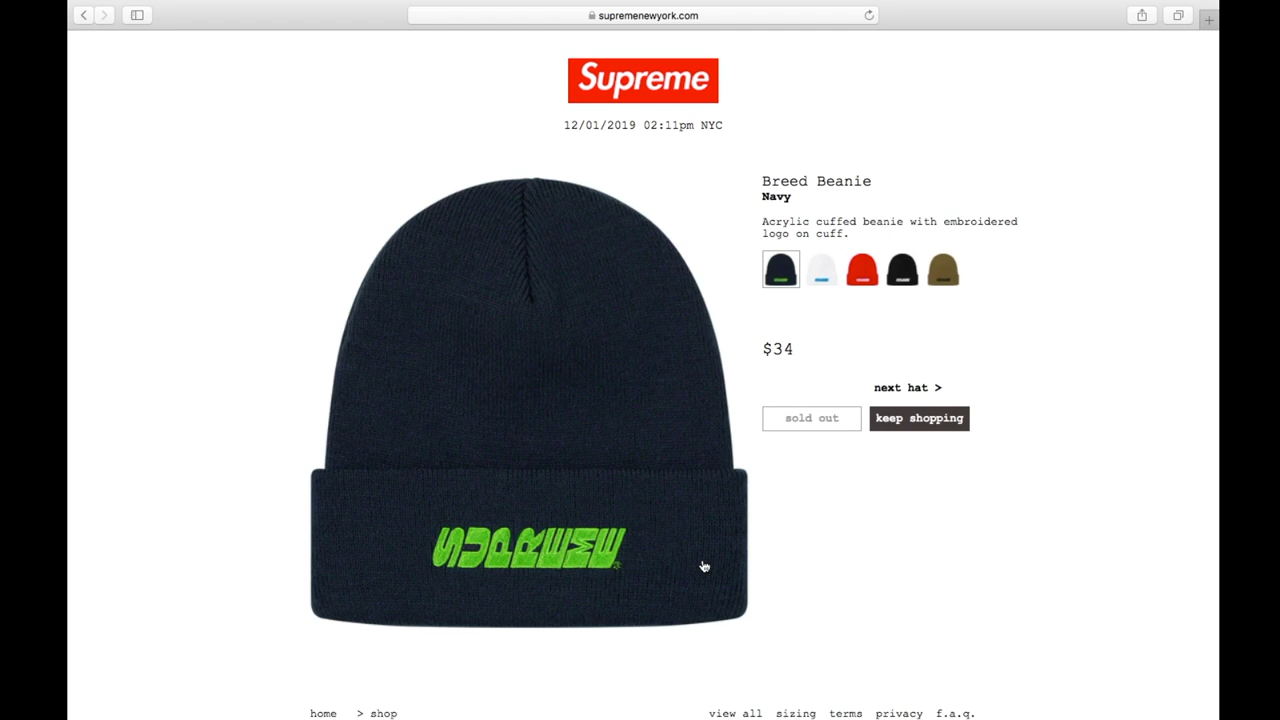 supremenewyork.com
Supreme
12/01/2019 02:11pm NYC
Breed Beanie
Navy
Acrylic cuffed beanie with embroidered
logo on cuff.
$34
next hat >
sold out
keep shopping
SUPREME
home > shop
view all sizing terms privacy f.a.q.